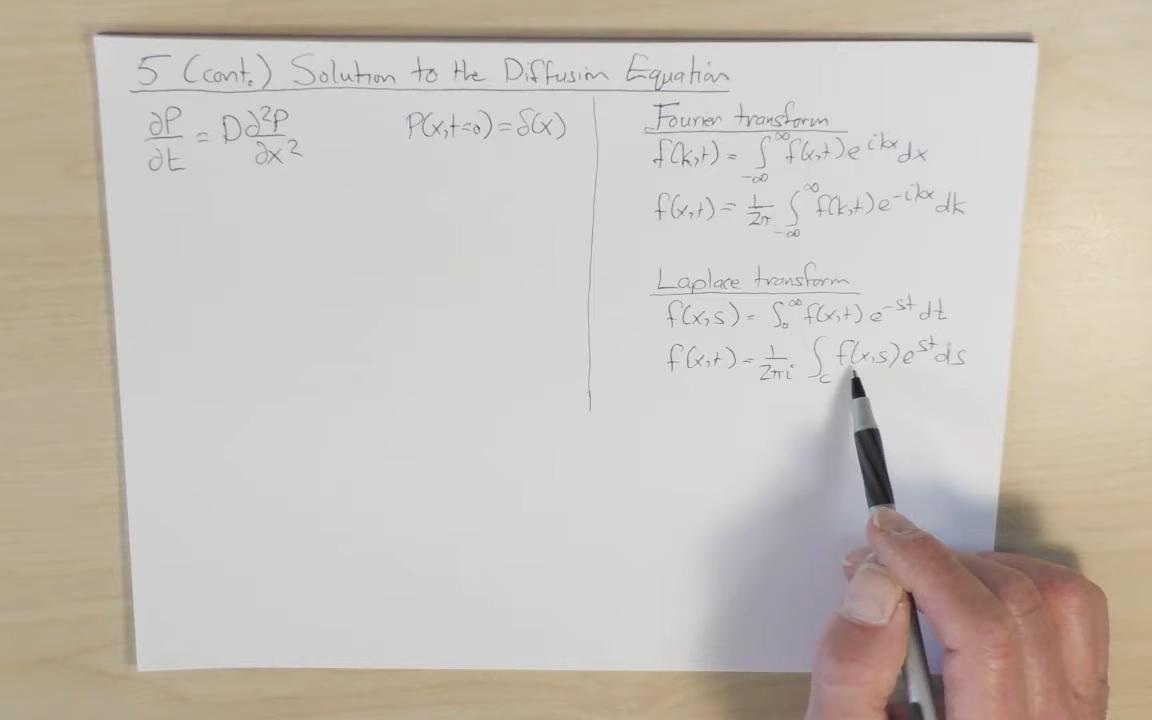 5 (cont.) Solution to the Diffusion Equation
∂P/∂t = D ∂²P/∂x²    P(x,t=0) = δ(x)
Fourier transform
f(k,t) = ∫_{-∞}^{∞} f(x,t) e^{ikx} dx
f(x,t) = 1/2π ∫_{-∞}^{∞} f(k,t) e^{-ikx} dk
Laplace transform
f(x,s) = ∫_0^∞ f(x,t) e^{-st} dt
f(x,t) = 1/2πi ∫_C f(x,s) e^{st} ds